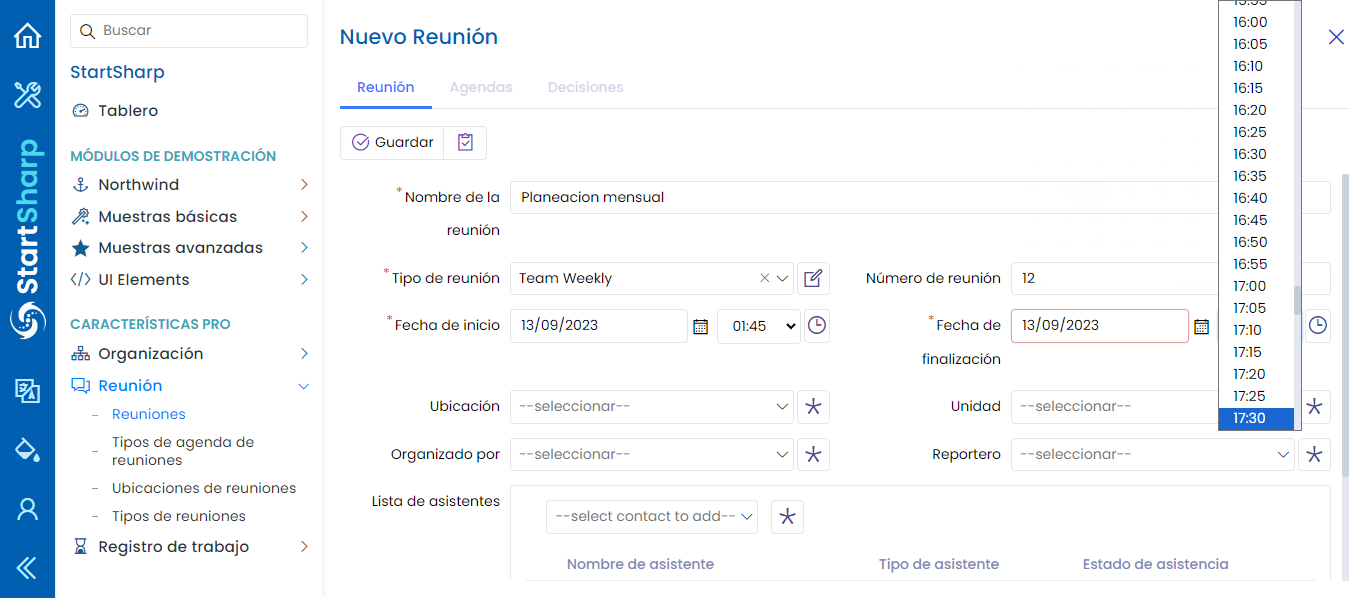 StartSharp
Buscar
StartSharp
Tablero
MÓDULOS DE DEMOSTRACIÓN
Northwind
Muestras básicas
Muestras avanzadas
UI Elements
CARACTERÍSTICAS PRO
Organización
Reunión
Reuniones
Tipos de agenda de
reuniones
Ubicaciones de reuniones
Tipos de reuniones
Registro de trabajo
Nuevo Reunión
Reunión Agendas Decisiones
Guardar
*Nombre de la
reunión
Planeacion mensual
*Tipo de reunión Team Weekly
Número de reunión 12
*Fecha de inicio 13/09/2023 01:45
*Fecha de
finalización
13/09/2023
Ubicación --seleccionar--
Unidad --seleccionar--
Organizado por --seleccionar--
Reportero --seleccionar--
Lista de asistentes
--select contact to add--
Nombre de asistente Tipo de asistente Estado de asistencia
16:00
16:05
16:10
16:15
16:20
16:25
16:30
16:35
16:40
16:45
16:50
16:55
17:00
17:05
17:10
17:15
17:20
17:25
17:30